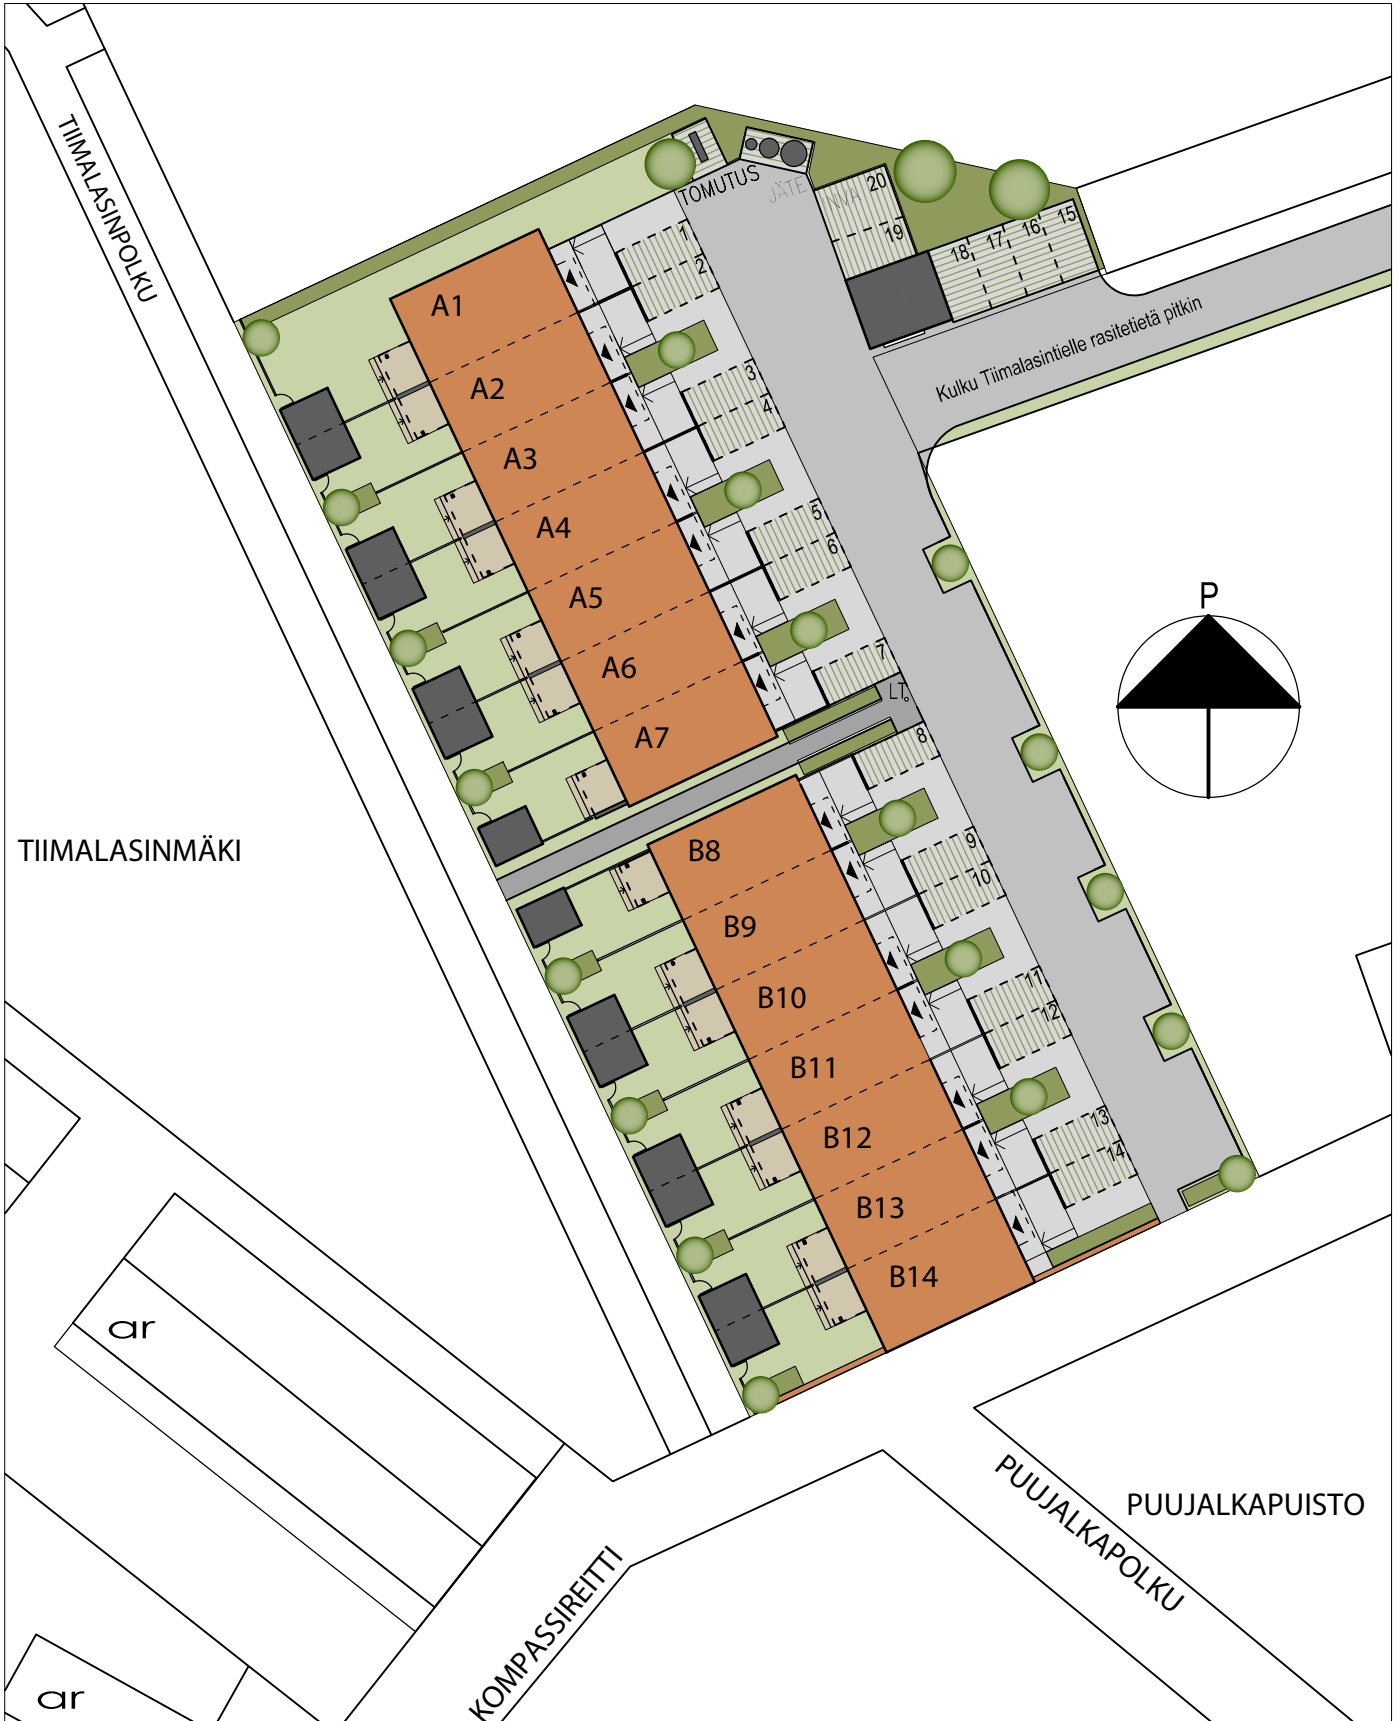 TIIMALASINPOLKU
TOMUTUS
JÄTE
20
19
18
17
16
15
1
2
A1
A2
A3
A4
A5
A6
A7
3
4
5
6
7
LT.
8
Kulku Tiimalasintielle rasitetietä pitkin
P
TIIMALASINMÄKI
B8
B9
B10
B11
B12
B13
B14
9
10
11
12
13
14
ar
ar
KOMPASSIREITTI
PUUJALKAPOLKU
PUUJALKAPUISTO